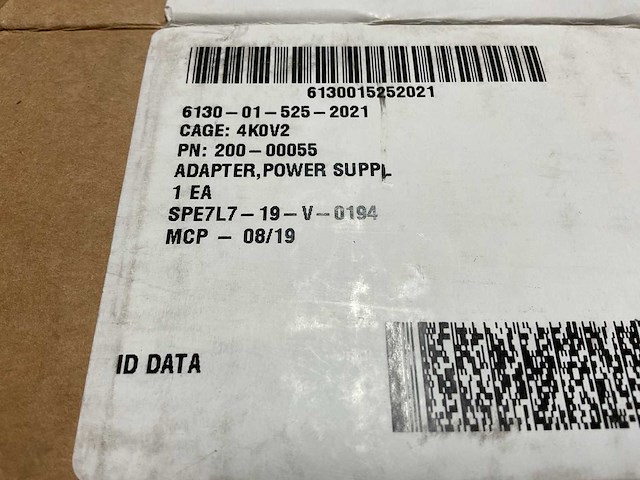 6130015252021
6130-01-525-2021
CAGE: 4K0V2
PN: 200-00055
ADAPTER,POWER SUPPL
1 EA
SPE7L7-19-V-0194
MCP - 08/19
ID DATA